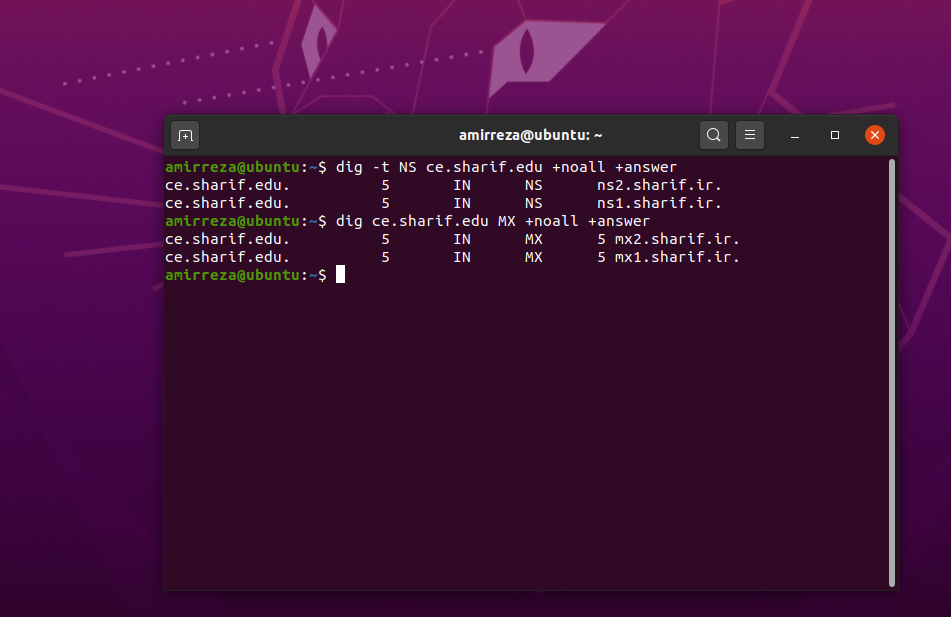 amirreza@ubuntu: ~
amirreza@ubuntu:~$ dig -t NS ce.sharif.edu +noall +answer
ce.sharif.edu. 5 IN NS ns2.sharif.ir.
ce.sharif.edu. 5 IN NS ns1.sharif.ir.
amirreza@ubuntu:~$ dig ce.sharif.edu MX +noall +answer
ce.sharif.edu. 5 IN MX 5 mx2.sharif.ir.
ce.sharif.edu. 5 IN MX 5 mx1.sharif.ir.
amirreza@ubuntu:~$